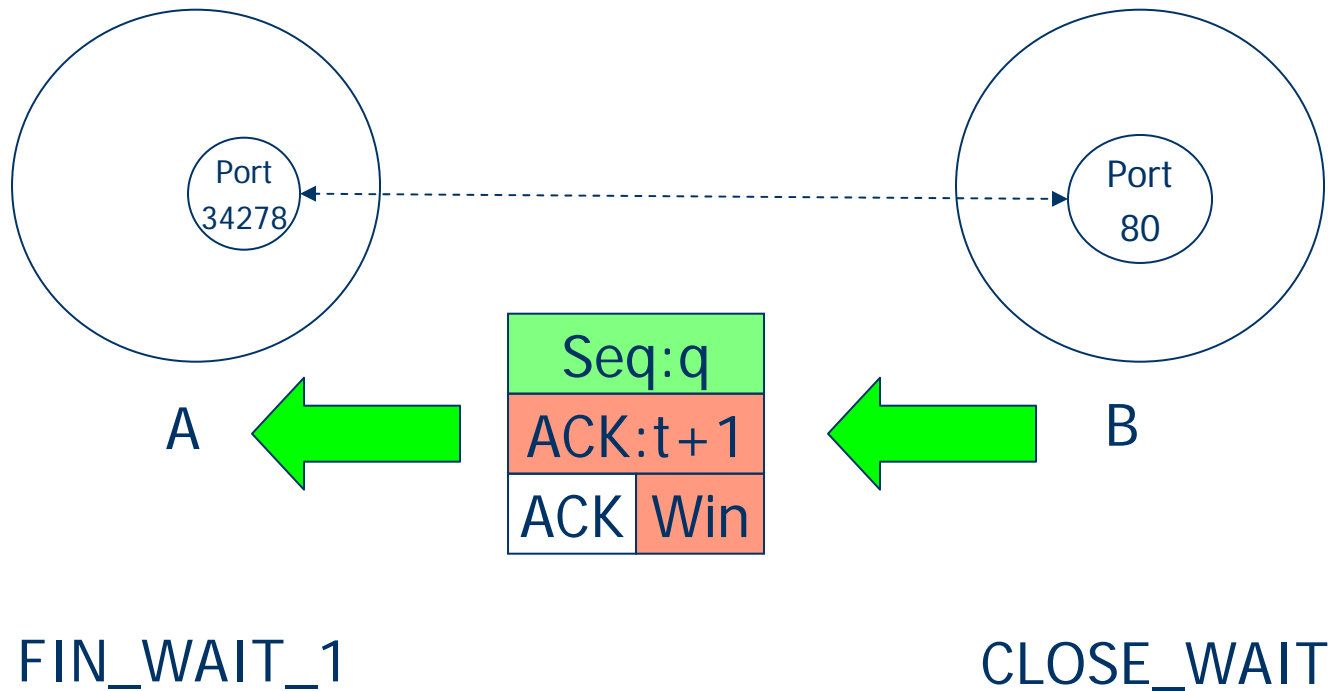 Port
34278
Port
80
Seq:q
ACK:t+1
ACK Win
A
B
FIN_WAIT_1
CLOSE_WAIT